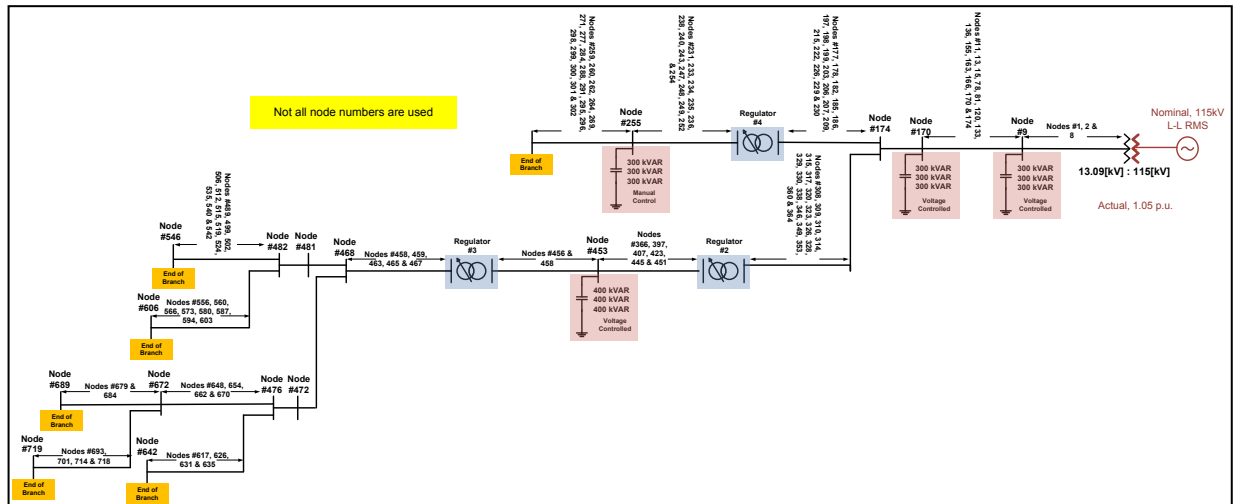 Not all node numbers are used
Nodes #259, 260, 262, 264, 269,
271, 277, 284, 288, 291, 295, 296,
298, 299, 300, 301 & 302
Nodes #231, 233, 234, 235, 236,
238, 240, 243, 247, 248, 249, 252
& 254
Nodes #177, 178, 182, 185, 186,
197, 198, 199, 203, 206, 207, 209,
215, 222, 226, 229 & 230
Nodes #11, 13, 15, 78, 81, 120, 133,
136, 155, 163, 166, 170 & 174
Node
#255
Regulator
#4
Node
#174
Node
#170
Node
#9
Nodes #1, 2 &
8
Nominal, 115kV
L-L RMS
13.09[kV] : 115[kV]
Actual, 1.05 p.u.
End of
Branch
300 kVAR
300 kVAR
300 kVAR
Manual
Control
300 kVAR
300 kVAR
300 kVAR
Voltage
Controlled
300 kVAR
300 kVAR
300 kVAR
Voltage
Controlled
Nodes #308, 309, 310, 314,
315, 317, 320, 323, 326, 328,
329, 330, 338, 346, 349, 353,
360 & 364
Nodes #489, 499, 502,
506, 512, 515, 519, 524,
535, 540 & 542
Node
#546
Node
#482
Node
#481
Node
#468
Nodes #458, 459,
463, 465 & 467
Regulator
#3
Nodes #456 &
458
Node
#453
Nodes
#366, 397,
407, 423,
445 & 451
Regulator
#2
400 kVAR
400 kVAR
400 kVAR
Voltage
Controlled
End of
Branch
Node
#606
Nodes #556, 560,
566, 573, 580, 587,
594, 603
End of
Branch
Node
#689
Nodes #679 &
684
Node
#672
Nodes #648, 654,
662 & 670
Node
#476
Node
#472
End of
Branch
Node
#719
Nodes #693,
701, 714 & 718
Node
#642
Nodes #617, 626,
631 & 635
End of
Branch
End of
Branch